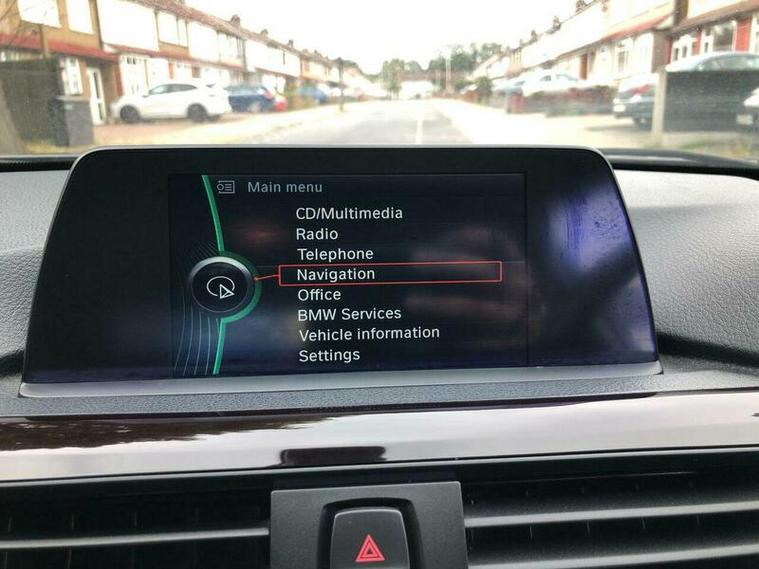 Main menu
CD/Multimedia
Radio
Telephone
Navigation
Office
BMW Services
Vehicle information
Settings